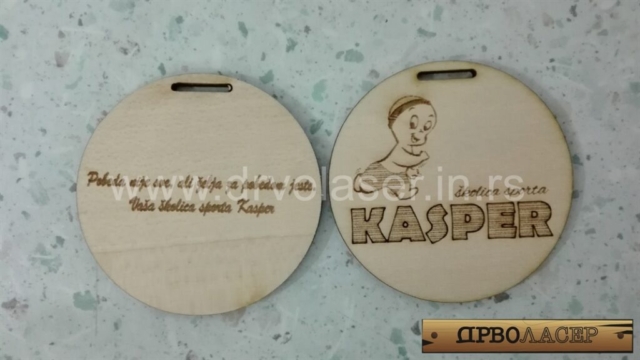 Pobeda nije sve, ali želja za pobedom jeste.
Vaša školica sporta Kasper
školica sporta
KASPER
www.drvolaser.in.rs
ДРВОЛАСЕР